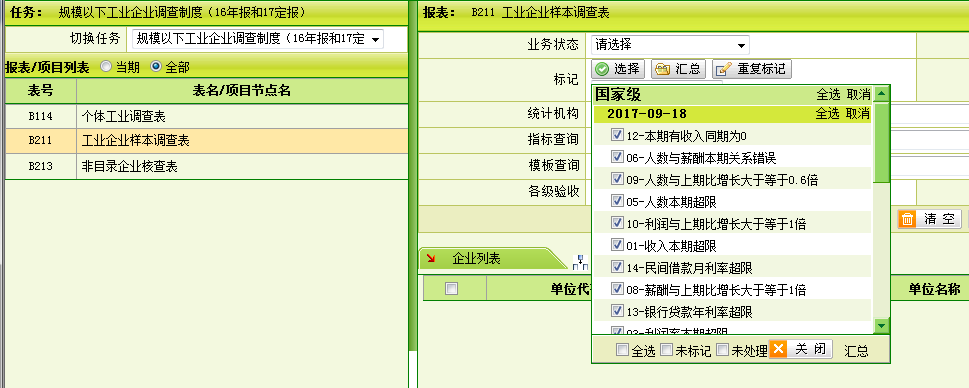 任务： 规模以下工业企业调查制度（16年报和17定报）
切换任务 规模以下工业企业调查制度（16年报和17定
报表/项目列表 当期 全部
表号 表名/项目节点名
B114 个体工业调查表
B211 工业企业样本调查表
B213 非目录企业核查表
报表： B211 工业企业样本调查表
业务状态 请选择
标记 选择 汇总 重复标记
统计机构
指标查询
模板查询
各级验收
国家级 全选 取消
2017-09-18 全选 取消
12-本期有收入同期为0
06-人数与薪酬本期关系错误
09-人数与上期比增长大于等于0.6倍
05-人数本期超限
10-利润与上期比增长大于等于1倍
01-收入本期超限
14-民间借款月利率超限
08-薪酬与上期比增长大于等于1倍
13-银行贷款年利率超限
03-利润率本期超限
全选 未标记 未处理 关 闭 汇总
清 空
企业列表
单位代 单位名称